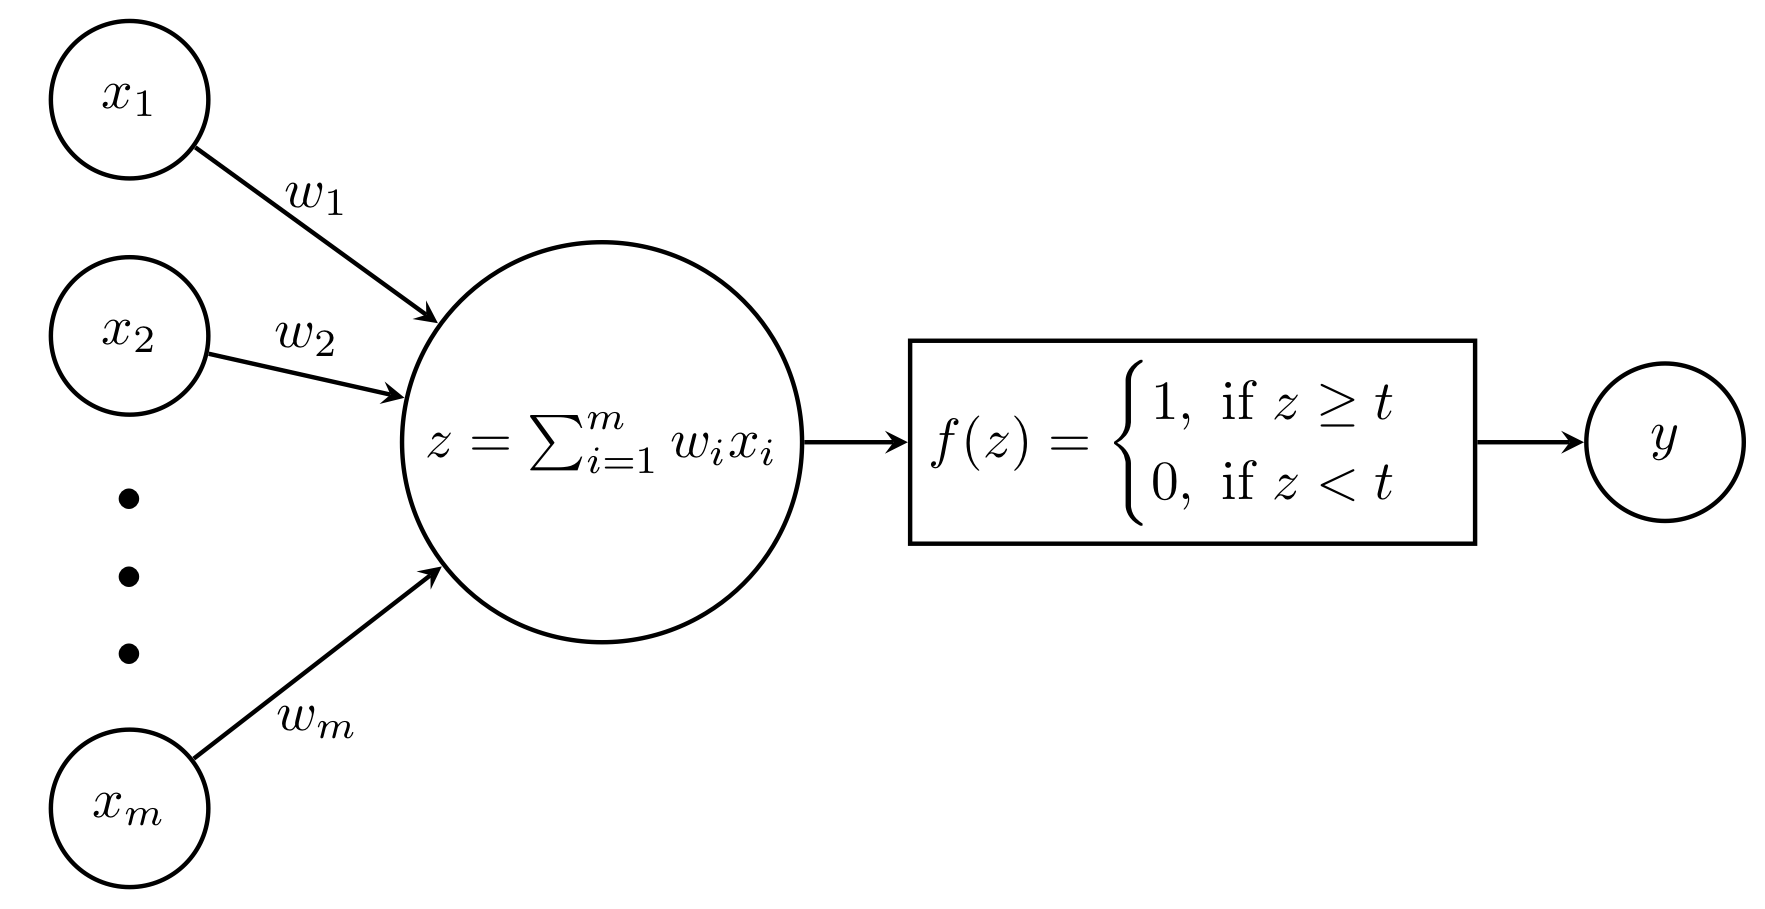 x₁
w₁
x₂
w₂
z = ∑ᵢ₌₁ᵐ wᵢxᵢ
f(z) = { 1, if z ≥ t
0, if z < t
y
wₘ
xₘ